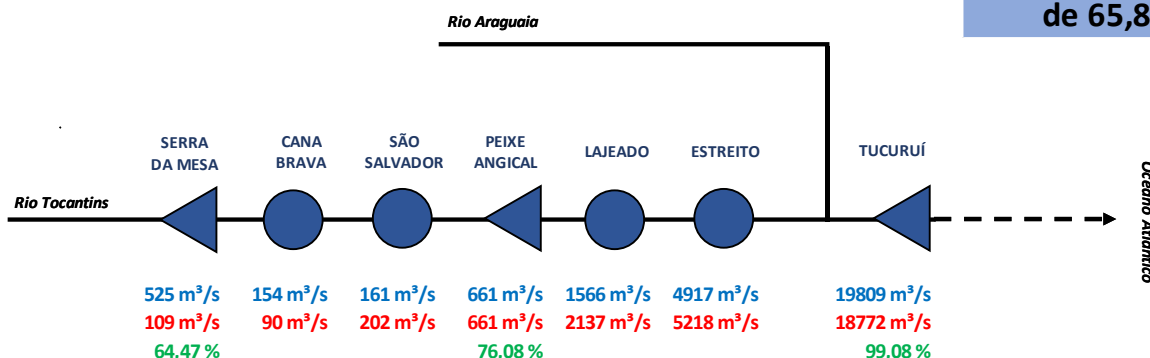 de 65,8
Rio Araguaia
SERRA
DA MESA
CANA
BRAVA
SÃO
SALVADOR
PEIXE
ANGICAL
LAJEADO
ESTREITO
TUCURUÍ
Rio Tocantins
Oceano Atlântico
525 m³/s 154 m³/s 161 m³/s 661 m³/s 1566 m³/s 4917 m³/s 19809 m³/s
109 m³/s 90 m³/s 202 m³/s 661 m³/s 2137 m³/s 5218 m³/s 18772 m³/s
64.47 % 76.08 % 99.08 %